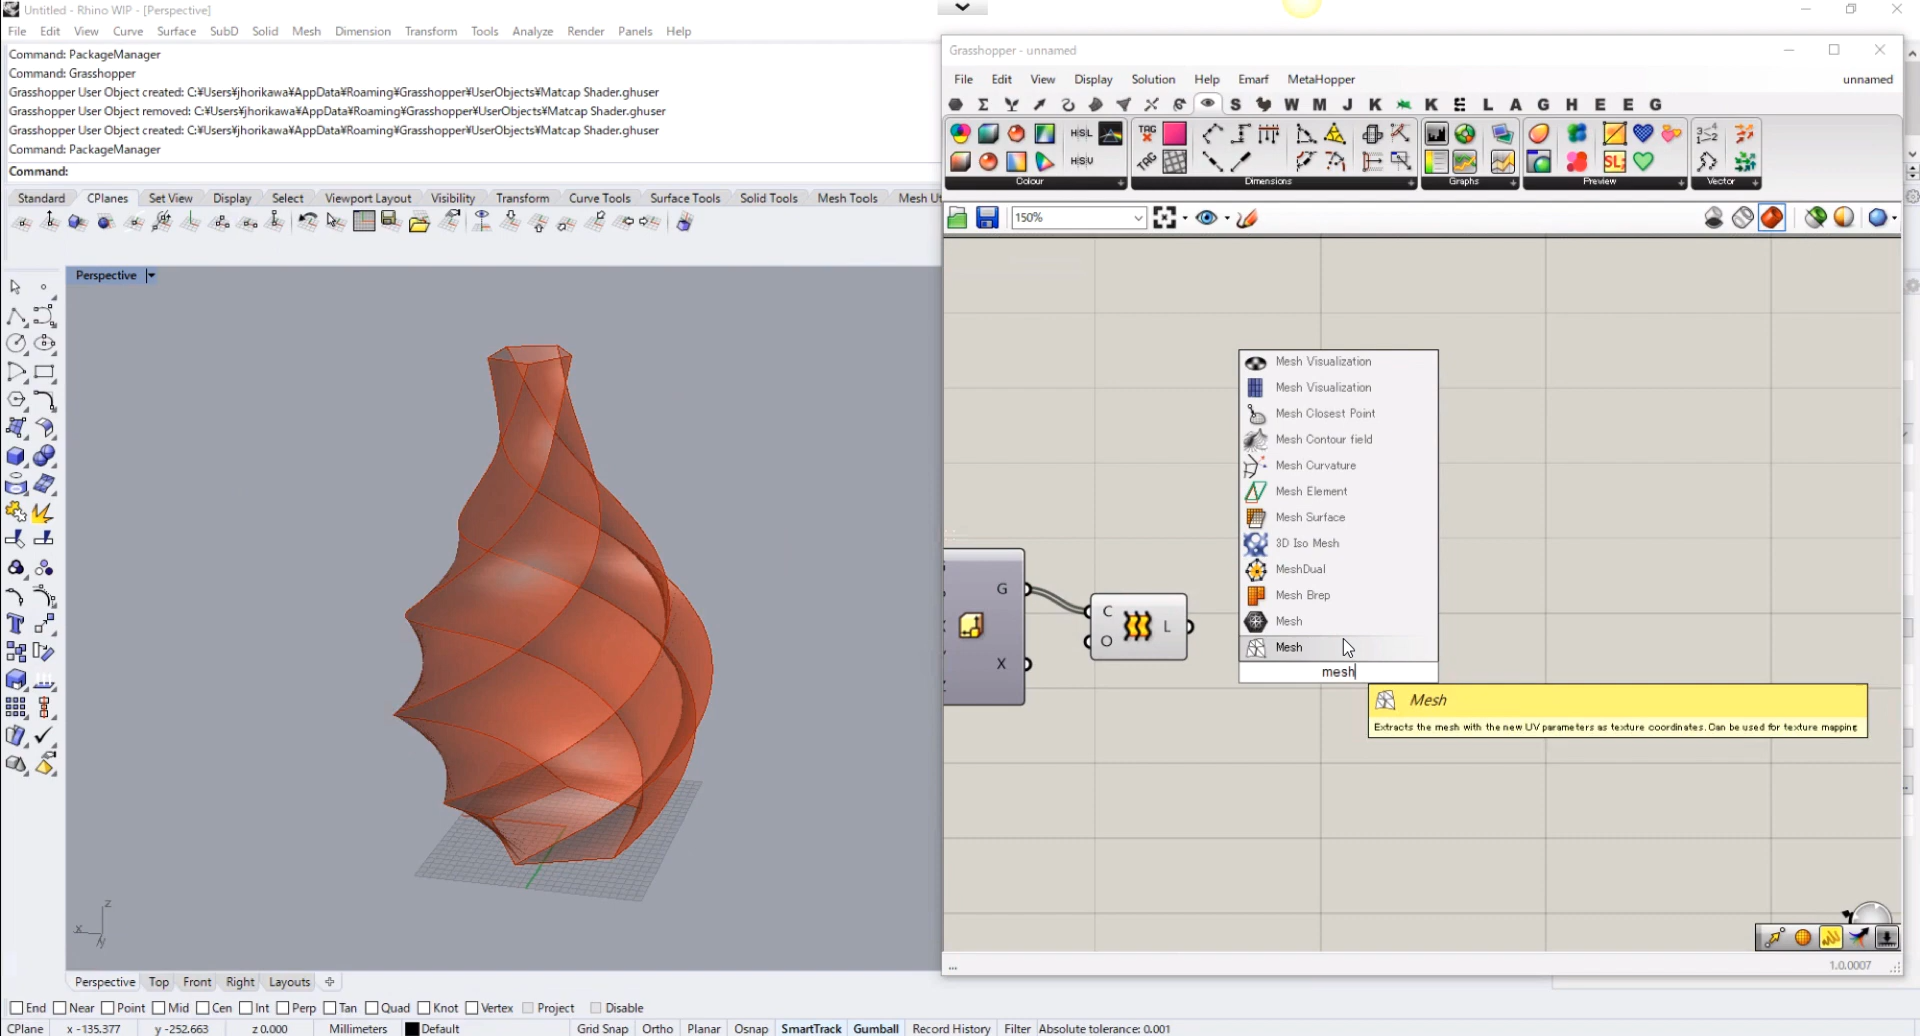 Untitled - Rhino WIP - [Perspective]
File Edit View Curve Surface SubD Solid Mesh Dimension Transform Tools Analyze Render Panels Help
Command: PackageManager
Command: Grasshopper
Grasshopper User Object created: C:¥Users¥jhorikawa¥AppData¥Roaming¥Grasshopper¥UserObjects¥Matcap Shader.ghuser
Grasshopper User Object removed: C:¥Users¥jhorikawa¥AppData¥Roaming¥Grasshopper¥UserObjects¥Matcap Shader.ghuser
Grasshopper User Object created: C:¥Users¥jhorikawa¥AppData¥Roaming¥Grasshopper¥UserObjects¥Matcap Shader.ghuser
Command: PackageManager
Command:
Standard CPlanes Set View Display Select Viewport Layout Visibility Transform Curve Tools Surface Tools Solid Tools Mesh Tools Mesh Ut
Perspective
z
x
y
Perspective Top Front Right Layouts
End Near Point Mid Cen Int Perp Tan Quad Knot Vertex Project Disable
CPlane x -135.377 y -252.663 z 0.000 Millimeters Default Grid Snap Ortho Planar Osnap SmartTrack Gumball Record History Filter Absolute tolerance: 0.001
Grasshopper - unnamed
File Edit View Display Solution Help Emarf MetaHopper unnamed
S W M J K K L A G H E E G
HSL TAG
HSV TAG SL:
Colour Dimensions Graphs Preview Vector
150%
Mesh Visualization
Mesh Visualization
Mesh Closest Point
Mesh Contour field
Mesh Curvature
Mesh Element
Mesh Surface
3D Iso Mesh
MeshDual
Mesh Brep
Mesh
Mesh
mesh
G
X
C
O
L
Mesh
Extracts the mesh with the new UV parameters as texture coordinates. Can be used for texture mapping
... 1.0.0007